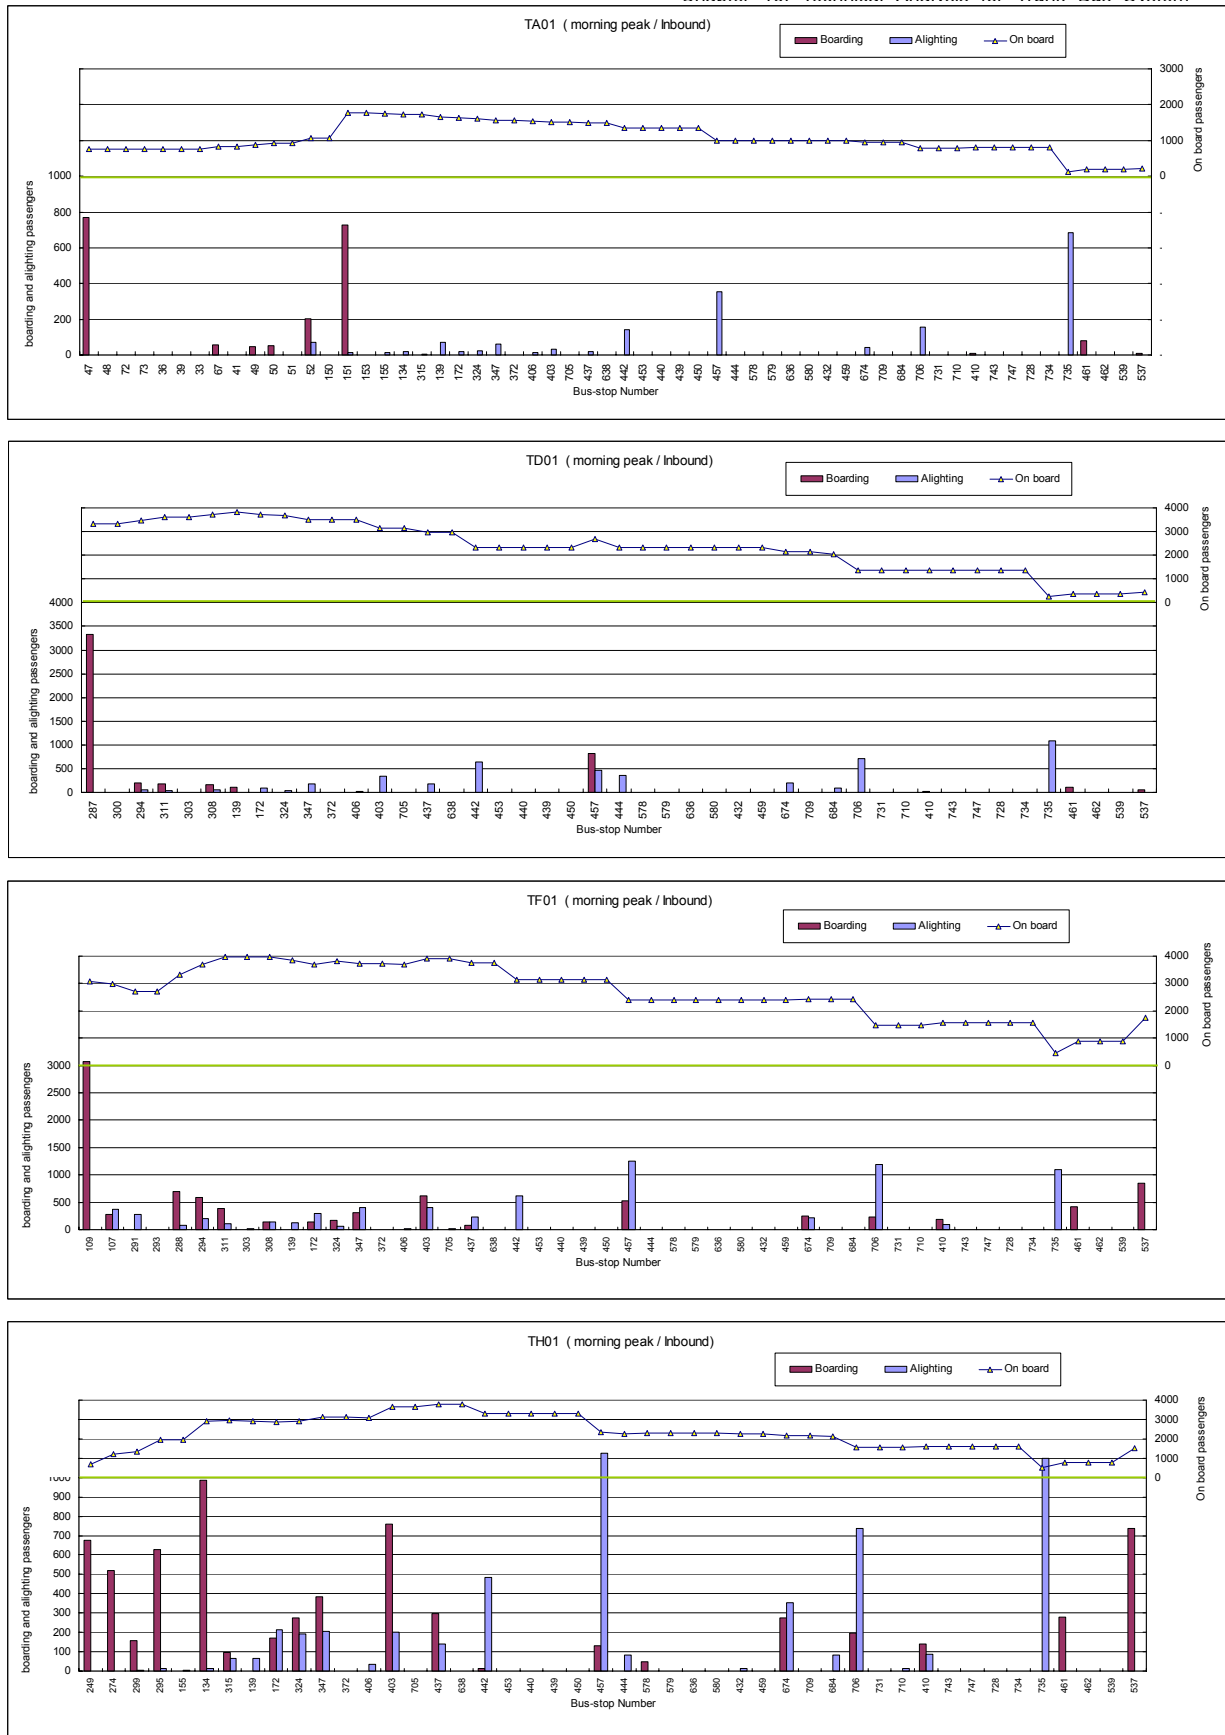 TA01 ( morning peak / Inbound)
Boarding Alighting On board
3000
2000
1000
0
-
-
-
-
-
On board passengers
1000
800
600
400
200
0
boarding and alighting passengers
47 48 72 73 36 39 33 67 41 49 50 51 52 150 151 153 155 134 315 139 172 324 347 372 406 403 705 437 638 442 453 440 439 450 457 444 578 579 636 580 432 459 674 709 684 706 731 710 410 743 747 728 734 735 461 462 539 537
Bus-stop Number
TD01 ( morning peak / Inbound)
Boarding Alighting On board
4000
3000
2000
1000
0
On board passengers
4000
3500
3000
2500
2000
1500
1000
500
0
boarding and alighting passengers
287 300 294 311 303 308 139 172 324 347 372 406 403 705 437 638 442 453 440 439 450 457 444 578 579 636 580 432 459 674 709 684 706 731 710 410 743 747 728 734 735 461 462 539 537
Bus-stop Number
TF01 ( morning peak / Inbound)
Boarding Alighting On board
4000
3000
2000
1000
0
On board passengers
3000
2500
2000
1500
1000
500
0
boarding and alighting passengers
109 107 291 293 288 294 311 303 308 139 172 324 347 372 406 403 705 437 638 442 453 440 439 450 457 444 578 579 636 580 432 459 674 709 684 706 731 710 410 743 747 728 734 735 461 462 539 537
Bus-stop Number
TH01 ( morning peak / Inbound)
Boarding Alighting On board
4000
3000
2000
1000
0
On board passengers
1000
900
800
700
600
500
400
300
200
100
0
boarding and alighting passengers
249 274 299 295 155 134 315 139 172 324 347 372 406 403 705 437 638 442 453 440 439 450 457 444 578 579 636 580 432 459 674 709 684 706 731 710 410 743 747 728 734 735 461 462 539 537
Bus-stop Number